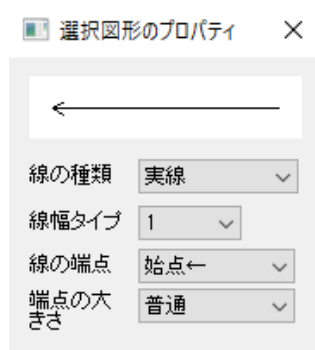 選択図形のプロパティ
線の種類 実線
線幅タイプ 1
線の端点 始点←
端点の大きさ 普通